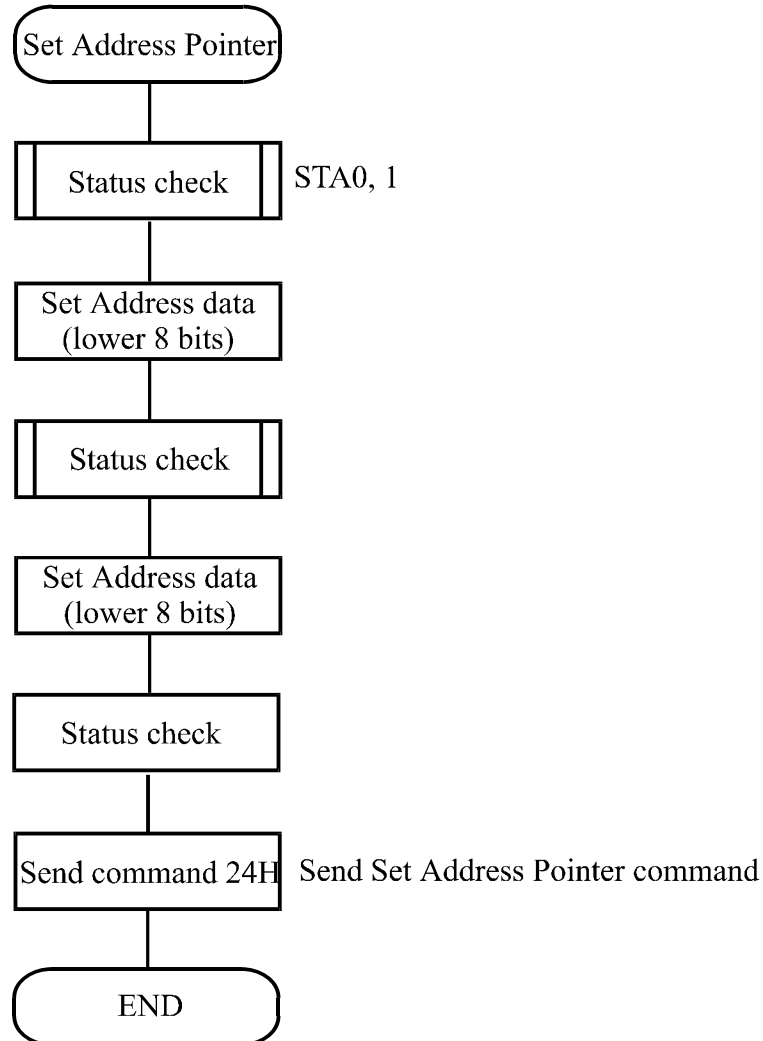 Set Address Pointer
Status check
STA0, 1
Set Address data
(lower 8 bits)
Status check
Set Address data
(lower 8 bits)
Status check
Send command 24H
Send Set Address Pointer command
END